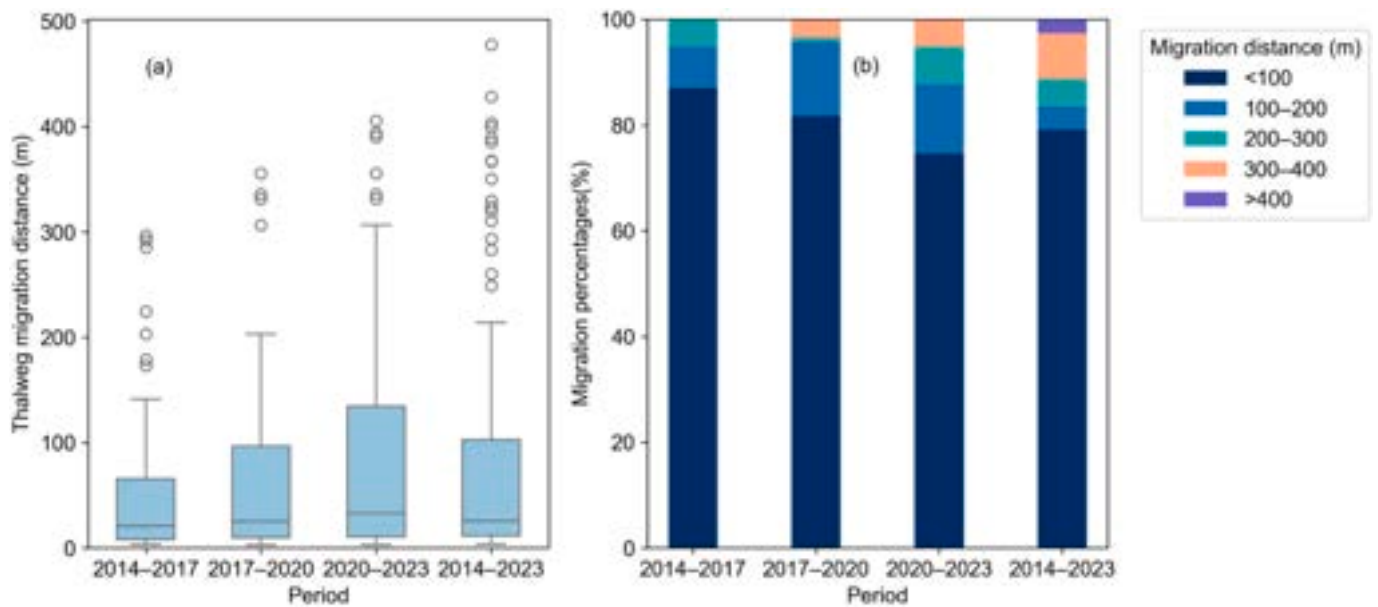 (a)
Thalweg migration distance (m)
500
400
300
200
100
0
2014–2017 2017–2020 2020–2023 2014–2023
Period
(b)
Migration percentages(%)
100
80
60
40
20
0
2014–2017 2017–2020 2020–2023 2014–2023
Period
Migration distance (m)
<100
100–200
200–300
300–400
>400